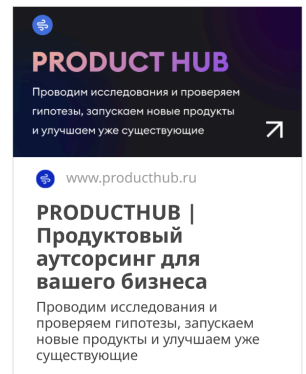 PRODUCT HUB
Проводим исследования и проверяем
гипотезы, запускаем новые продукты
и улучшаем уже существующие
www.producthub.ru
PRODUCTHUB |
Продуктовый
аутсорсинг для
вашего бизнеса
Проводим исследования и
проверяем гипотезы, запускаем
новые продукты и улучшаем уже
существующие